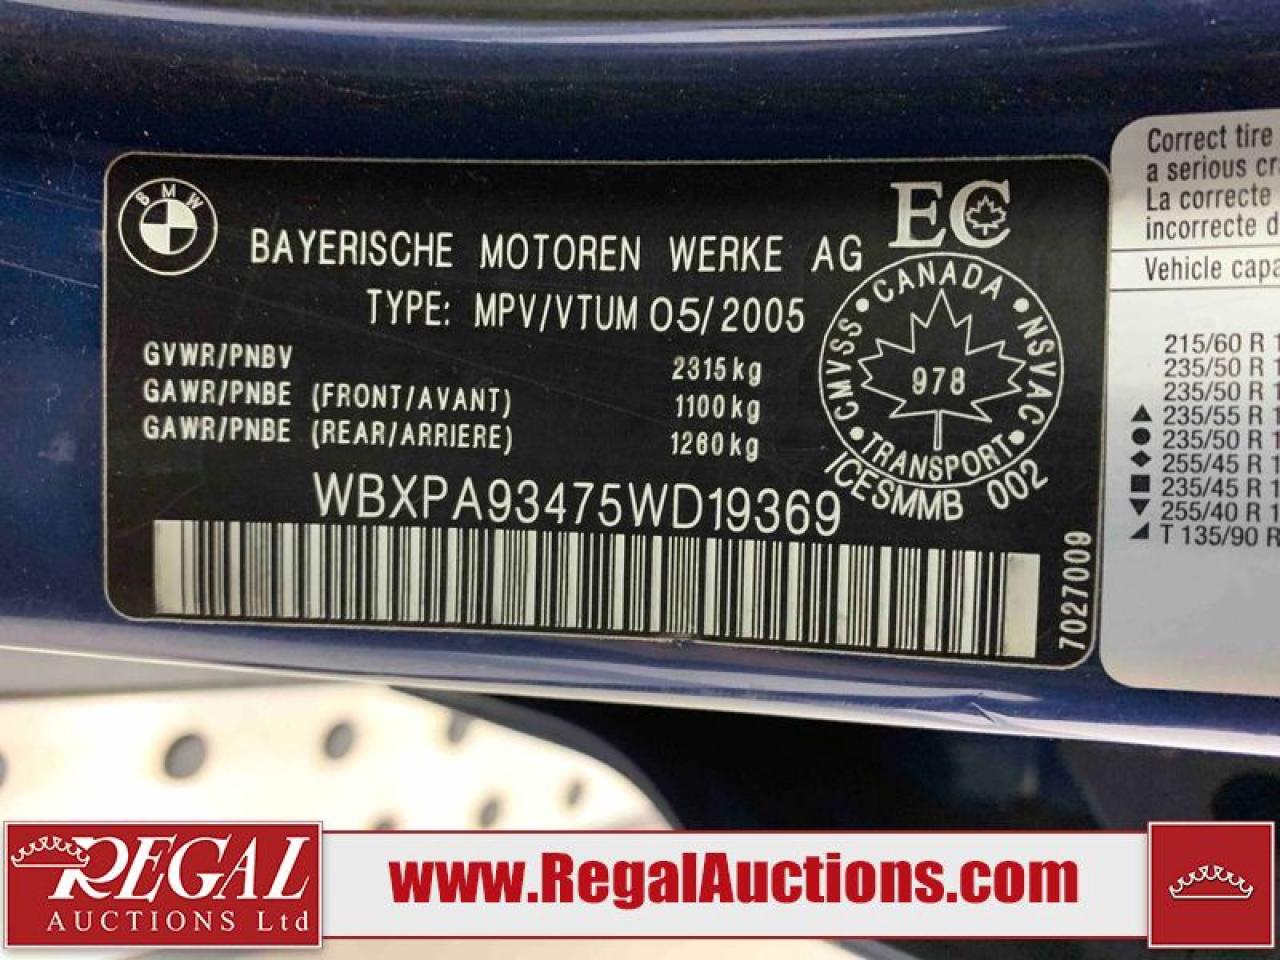 BMW
BAYERISCHE MOTOREN WERKE AG
EC
TYPE: MPV/VTUM 05/2005
GVWR/PNBV 2315kg
GAWR/PNBE (FRONT/AVANT) 1100kg
GAWR/PNBE (REAR/ARRIERE) 1260kg
CANADA
CMVSS
NSVAC
978
TRANSPORT
ICESMMB 002
WBXPA93475WD19369
7027009
Correct tire
a serious cr
La correcte
incorrecte d
Vehicle capa
215/60 R 1
235/50 R 1
235/50 R 1
▲ 235/55 R 1
● 235/50 R 1
◆ 255/45 R 1
■ 235/45 R 1
▼ 255/40 R 1
◢ T 135/90 R
REGAL
AUCTIONS Ltd
www.RegalAuctions.com